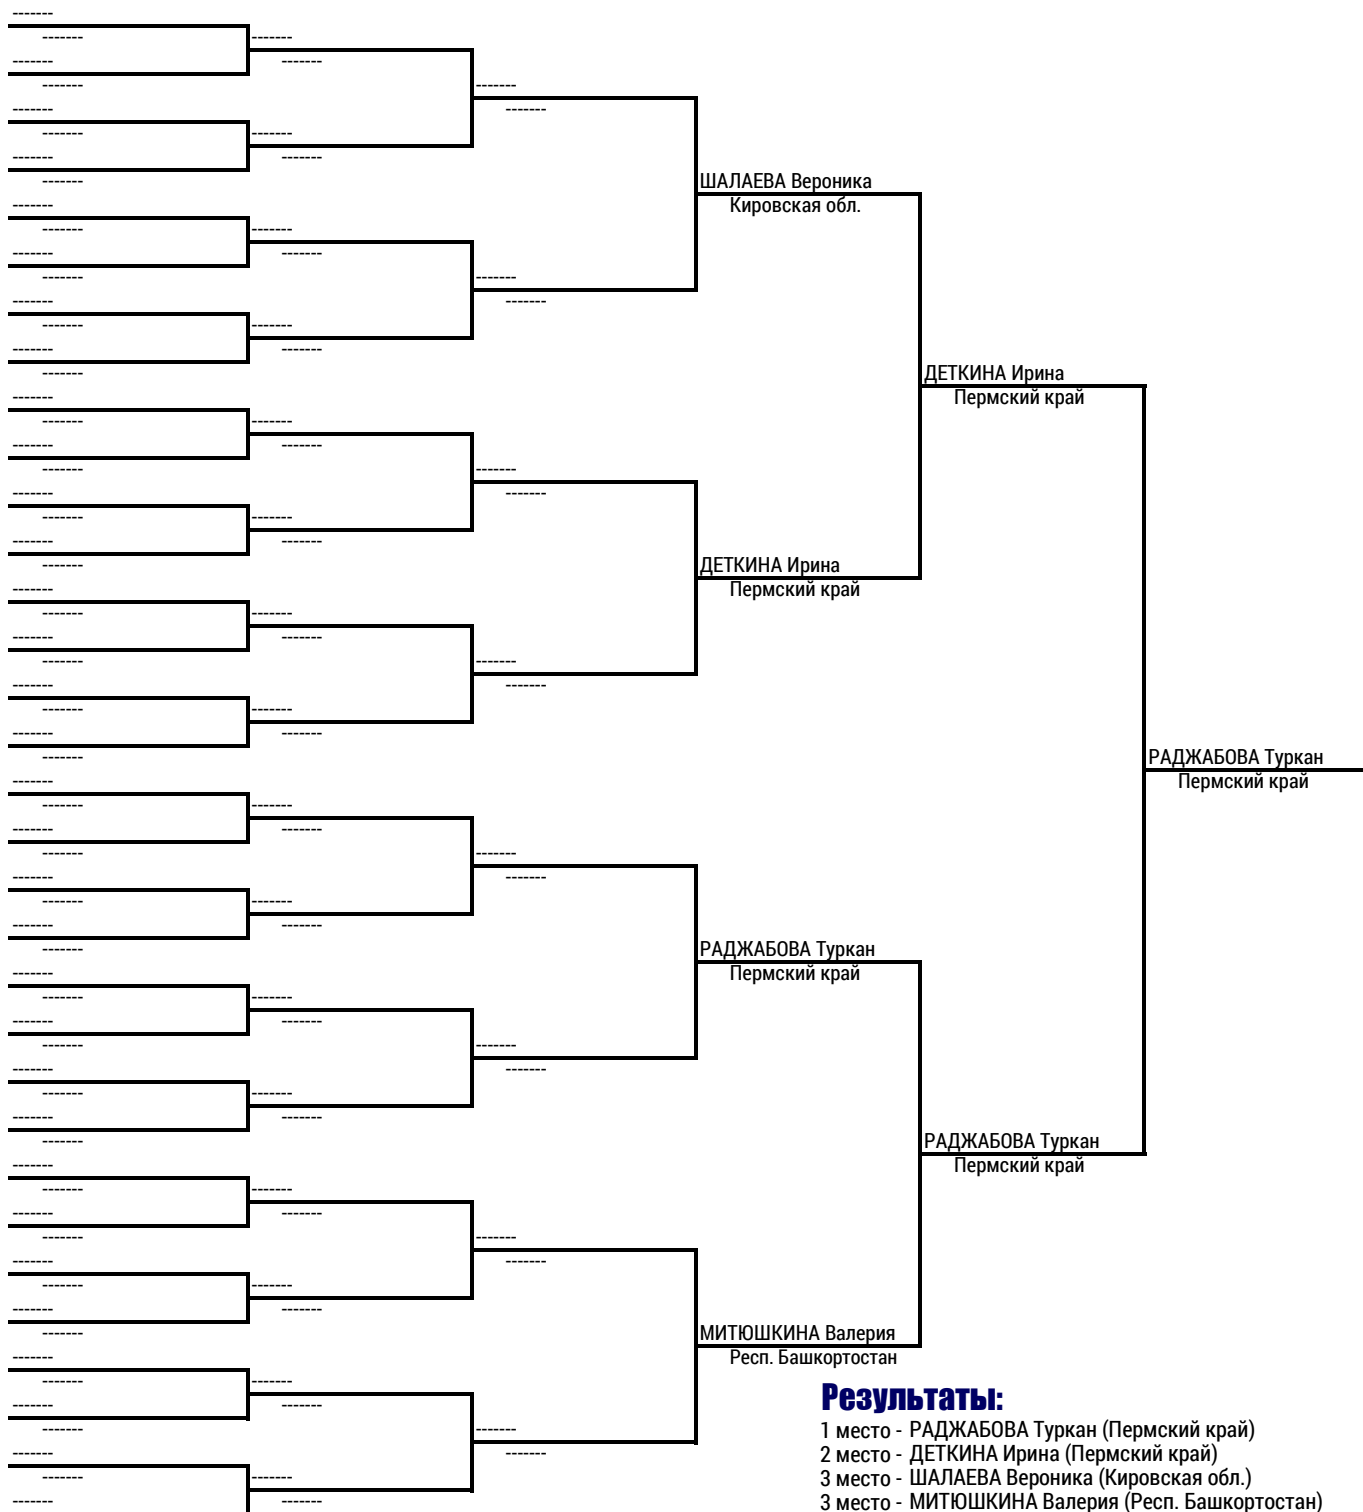 ШАЛАЕВА Вероника
Кировская обл.
ДЕТКИНА Ирина
Пермский край
ДЕТКИНА Ирина
Пермский край
РАДЖАБОВА Туркан
Пермский край
РАДЖАБОВА Туркан
Пермский край
РАДЖАБОВА Туркан
Пермский край
МИТЮШКИНА Валерия
Респ. Башкортостан
Результаты:
1 место - РАДЖАБОВА Туркан (Пермский край)
2 место - ДЕТКИНА Ирина (Пермский край)
3 место - ШАЛАЕВА Вероника (Кировская обл.)
3 место - МИТЮШКИНА Валерия (Респ. Башкортостан)